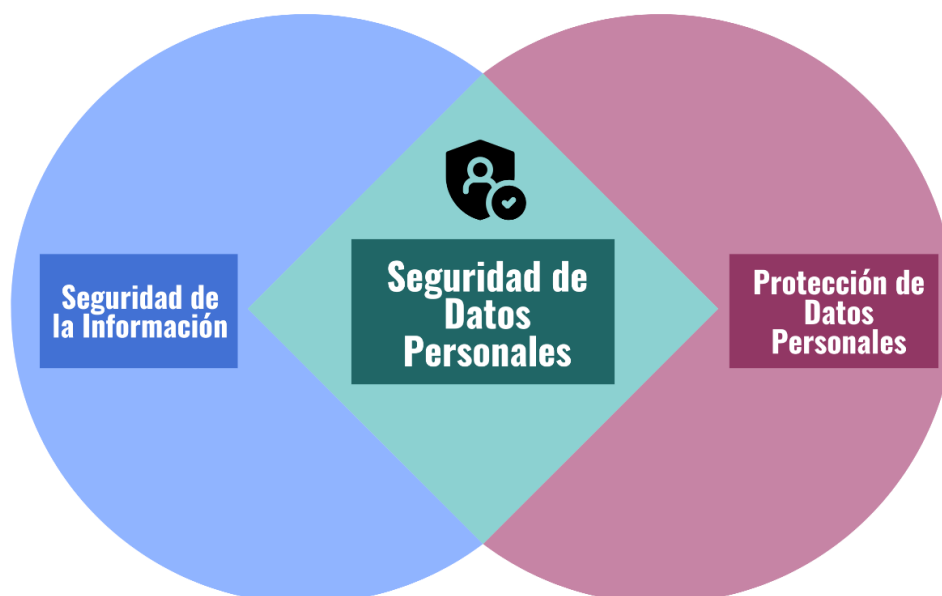 Seguridad de
la Información
Seguridad de
Datos
Personales
Protección de
Datos
Personales